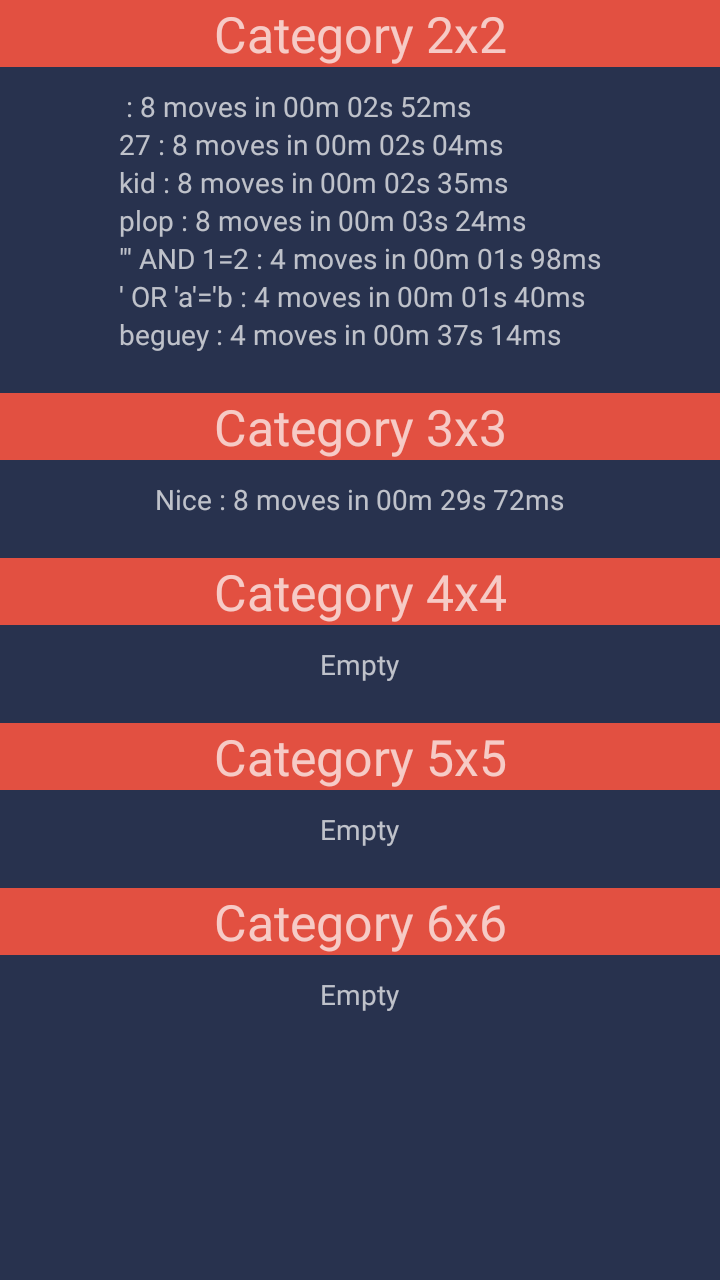 Category 2x2
: 8 moves in 00m 02s 52ms
27 : 8 moves in 00m 02s 04ms
kid : 8 moves in 00m 02s 35ms
plop : 8 moves in 00m 03s 24ms
"' AND 1=2 : 4 moves in 00m 01s 98ms
' OR 'a'='b : 4 moves in 00m 01s 40ms
beguey : 4 moves in 00m 37s 14ms
Category 3x3
Nice : 8 moves in 00m 29s 72ms
Category 4x4
Empty
Category 5x5
Empty
Category 6x6
Empty